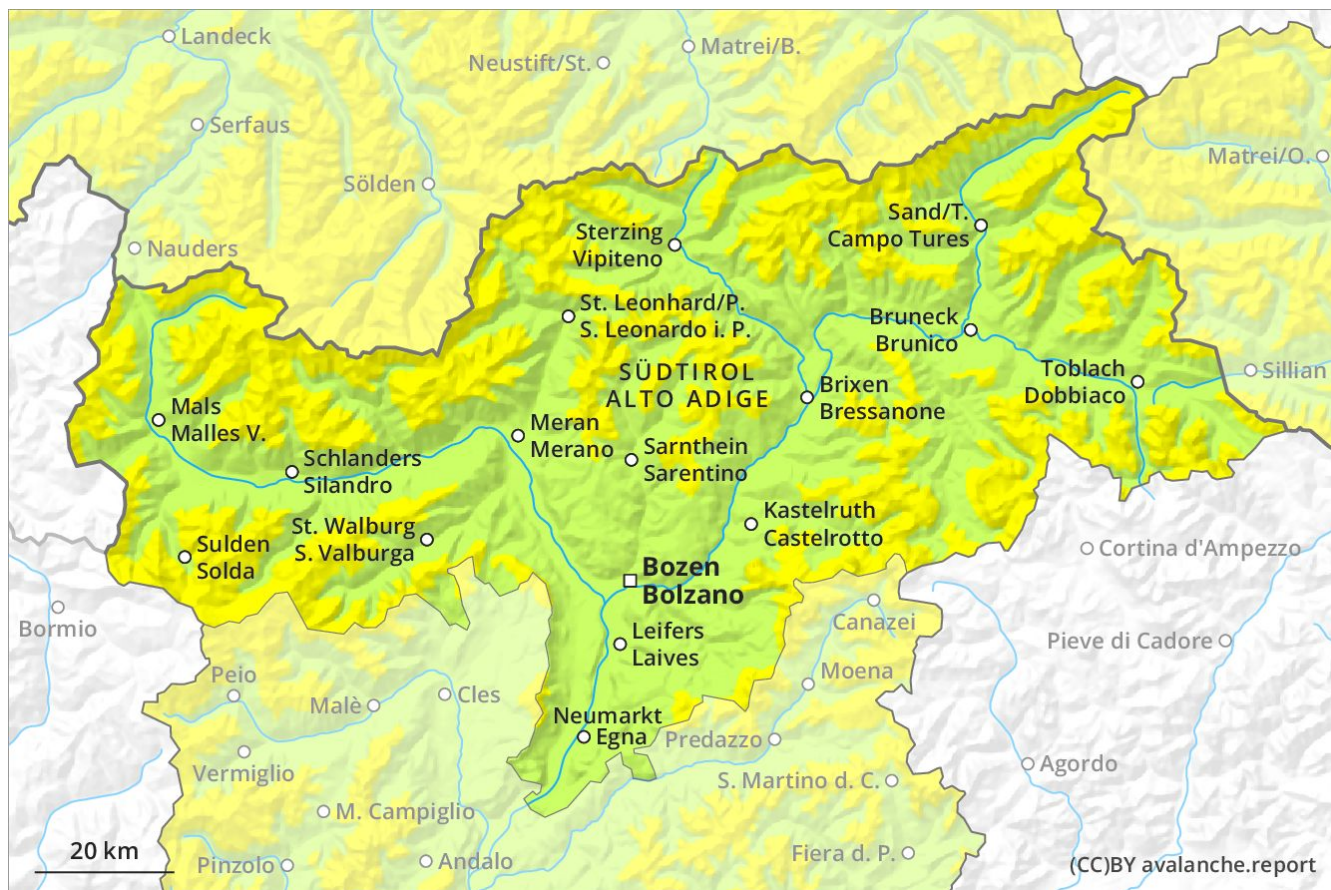 Landeck
Matrei/B.
Neustift/St.
Serfaus
Matrei/O.
Sölden
Sand/T.
Campo Tures
Sterzing
Vipiteno
Nauders
St. Leonhard/P.
S. Leonardo i. P.
Bruneck
Brunico
SÜDTIROL
ALTO ADIGE
Toblach
Dobbiaco
Sillian
Brixen
Bressanone
Mals
Malles V.
Meran
Merano
Sarnthein
Sarentino
Schlanders
Silandro
Kastelruth
Castelrotto
St. Walburg
S. Valburga
Sulden
Solda
Cortina d'Ampezzo
Bozen
Bolzano
Bormio
Canazei
Leifers
Laives
Pieve di Cadore
Peio
Moena
Malè
Cles
Neumarkt
Egna
Predazzo
Vermiglio
Agordo
S. Martino d. C.
M. Campiglio
20 km
Pinzolo
Andalo
Fiera d. P.
(CC)BY avalanche.report